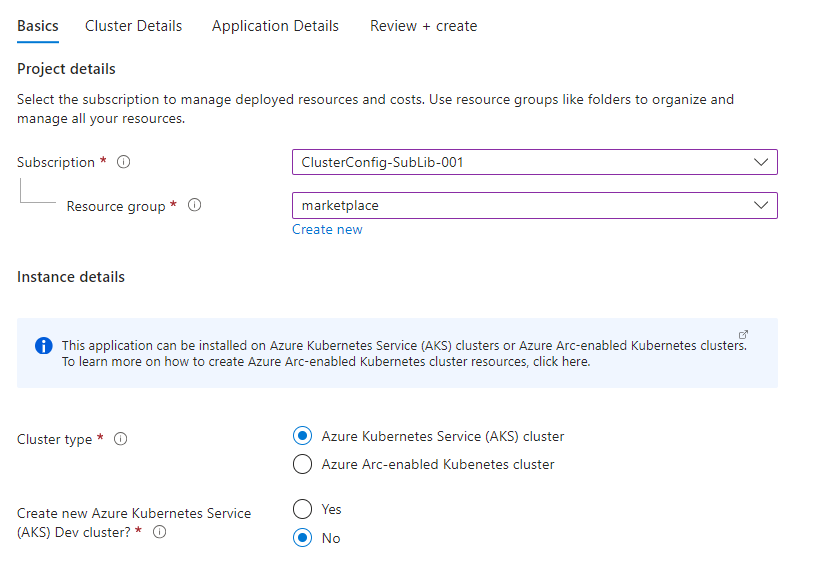 Basics Cluster Details Application Details Review + create
Project details
Select the subscription to manage deployed resources and costs. Use resource groups like folders to organize and
manage all your resources.
Subscription * ClusterConfig-SubLib-001
Resource group * marketplace
Create new
Instance details
This application can be installed on Azure Kubernetes Service (AKS) clusters or Azure Arc-enabled Kubernetes clusters.
To learn more on how to create Azure Arc-enabled Kubernetes cluster resources, click here.
Cluster type * Azure Kubernetes Service (AKS) cluster
Azure Arc-enabled Kubenetes cluster
Create new Azure Kubernetes Service Yes
(AKS) Dev cluster? * No